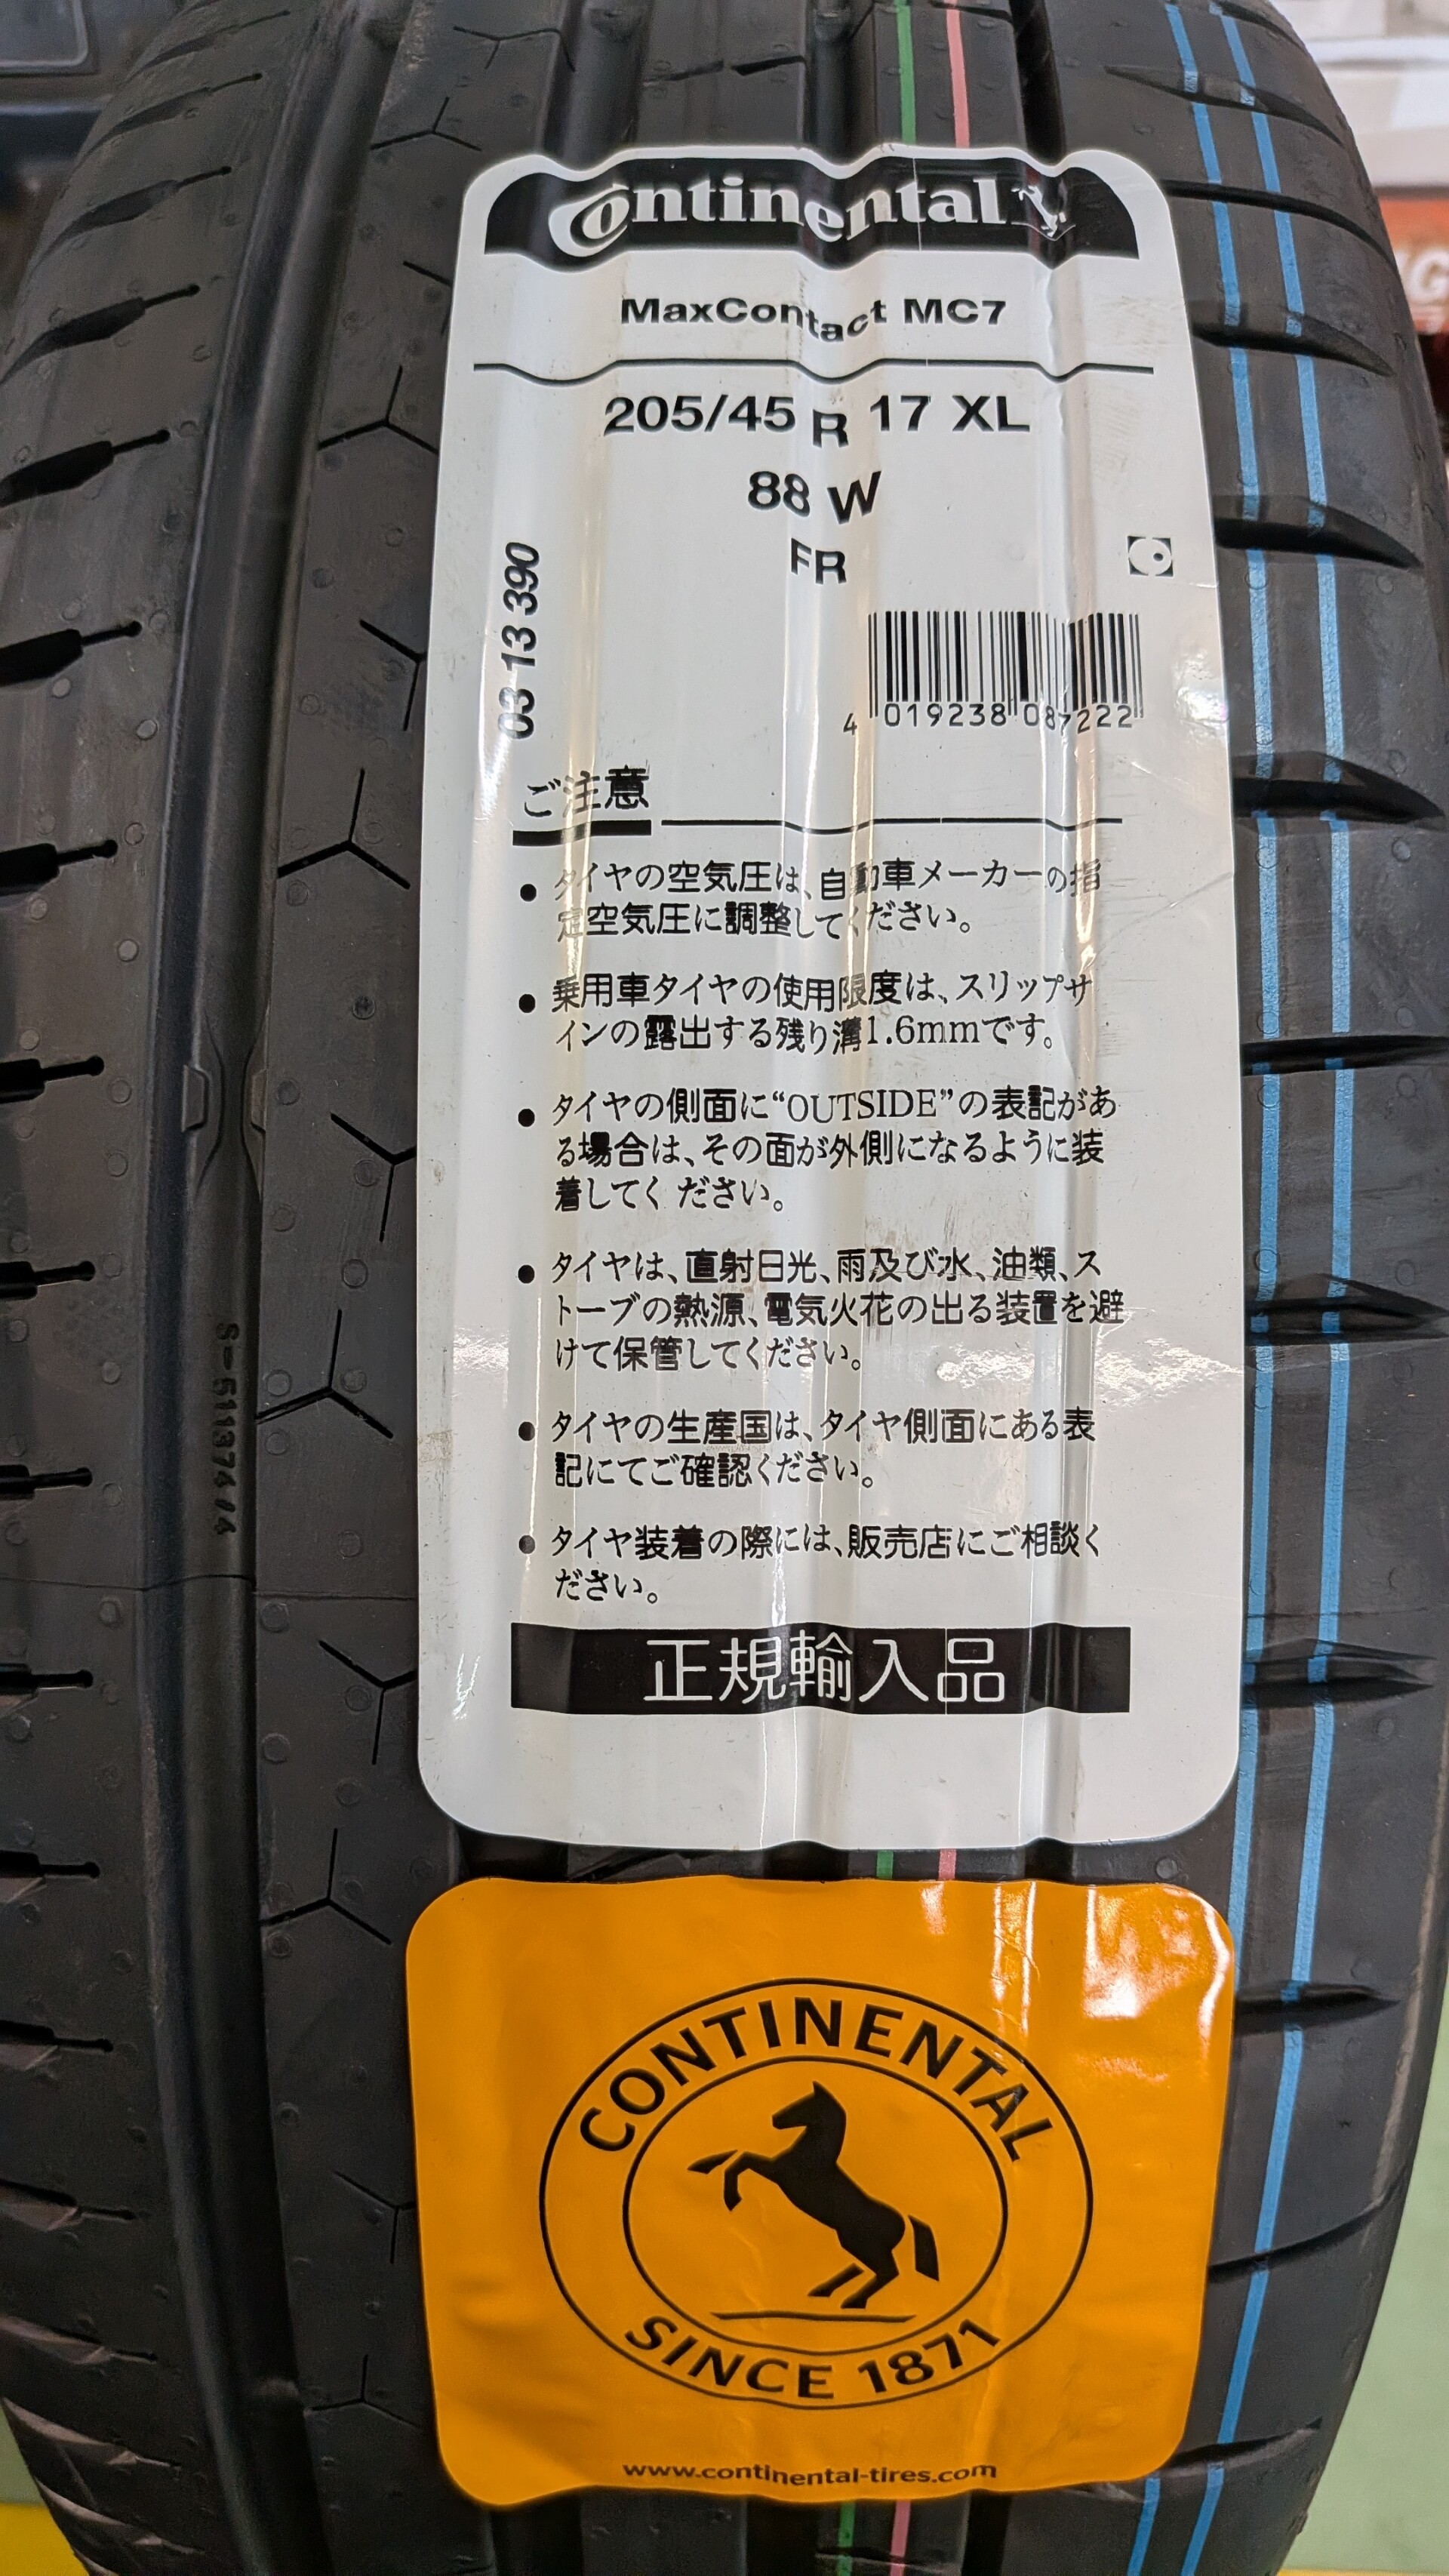 Continental
MaxContact MC7
205/45 R 17 XL
88 W
FR
03 13 390
4 019238 087222
ご注意
● タイヤの空気圧は、自動車メーカーの指
定空気圧に調整してください。
● 乗用車タイヤの使用限度は、スリップサ
インの露出する残り溝1.6mmです。
● タイヤの側面に“OUTSIDE”の表記があ
る場合は、その面が外側になるように装
着してく ださい。
● タイヤは、直射日光、雨及び水、油類、ス
トーブの熱源、電気火花の出る装置を避
けて保管してください。
● タイヤの生産国は、タイヤ側面にある表
記にてご確認ください。
● タイヤ装着の際には、販売店にご相談く
ださい。
正規輸入品
CONTINENTAL
SINCE 1871
www.continental-tires.com